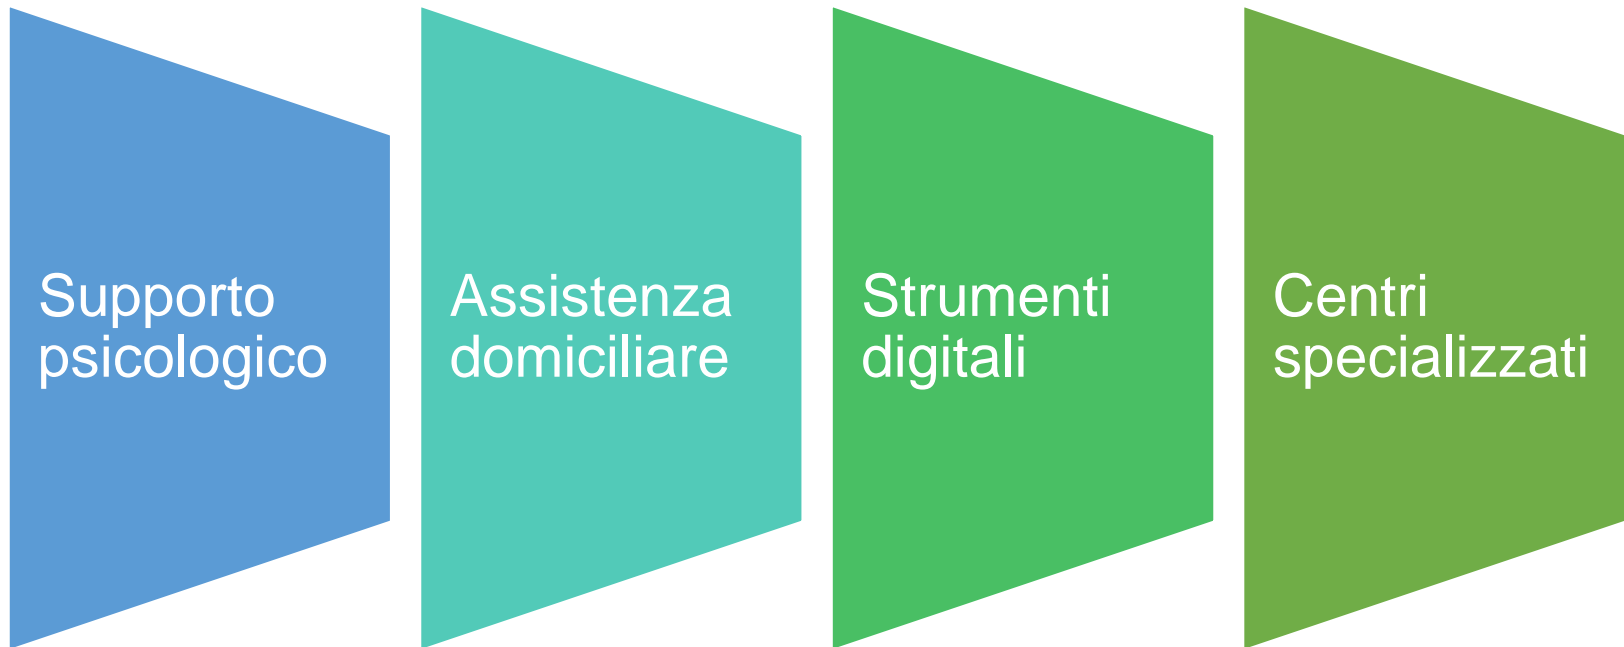 Supporto
psicologico
Assistenza
domiciliare
Strumenti
digitali
Centri
specializzati